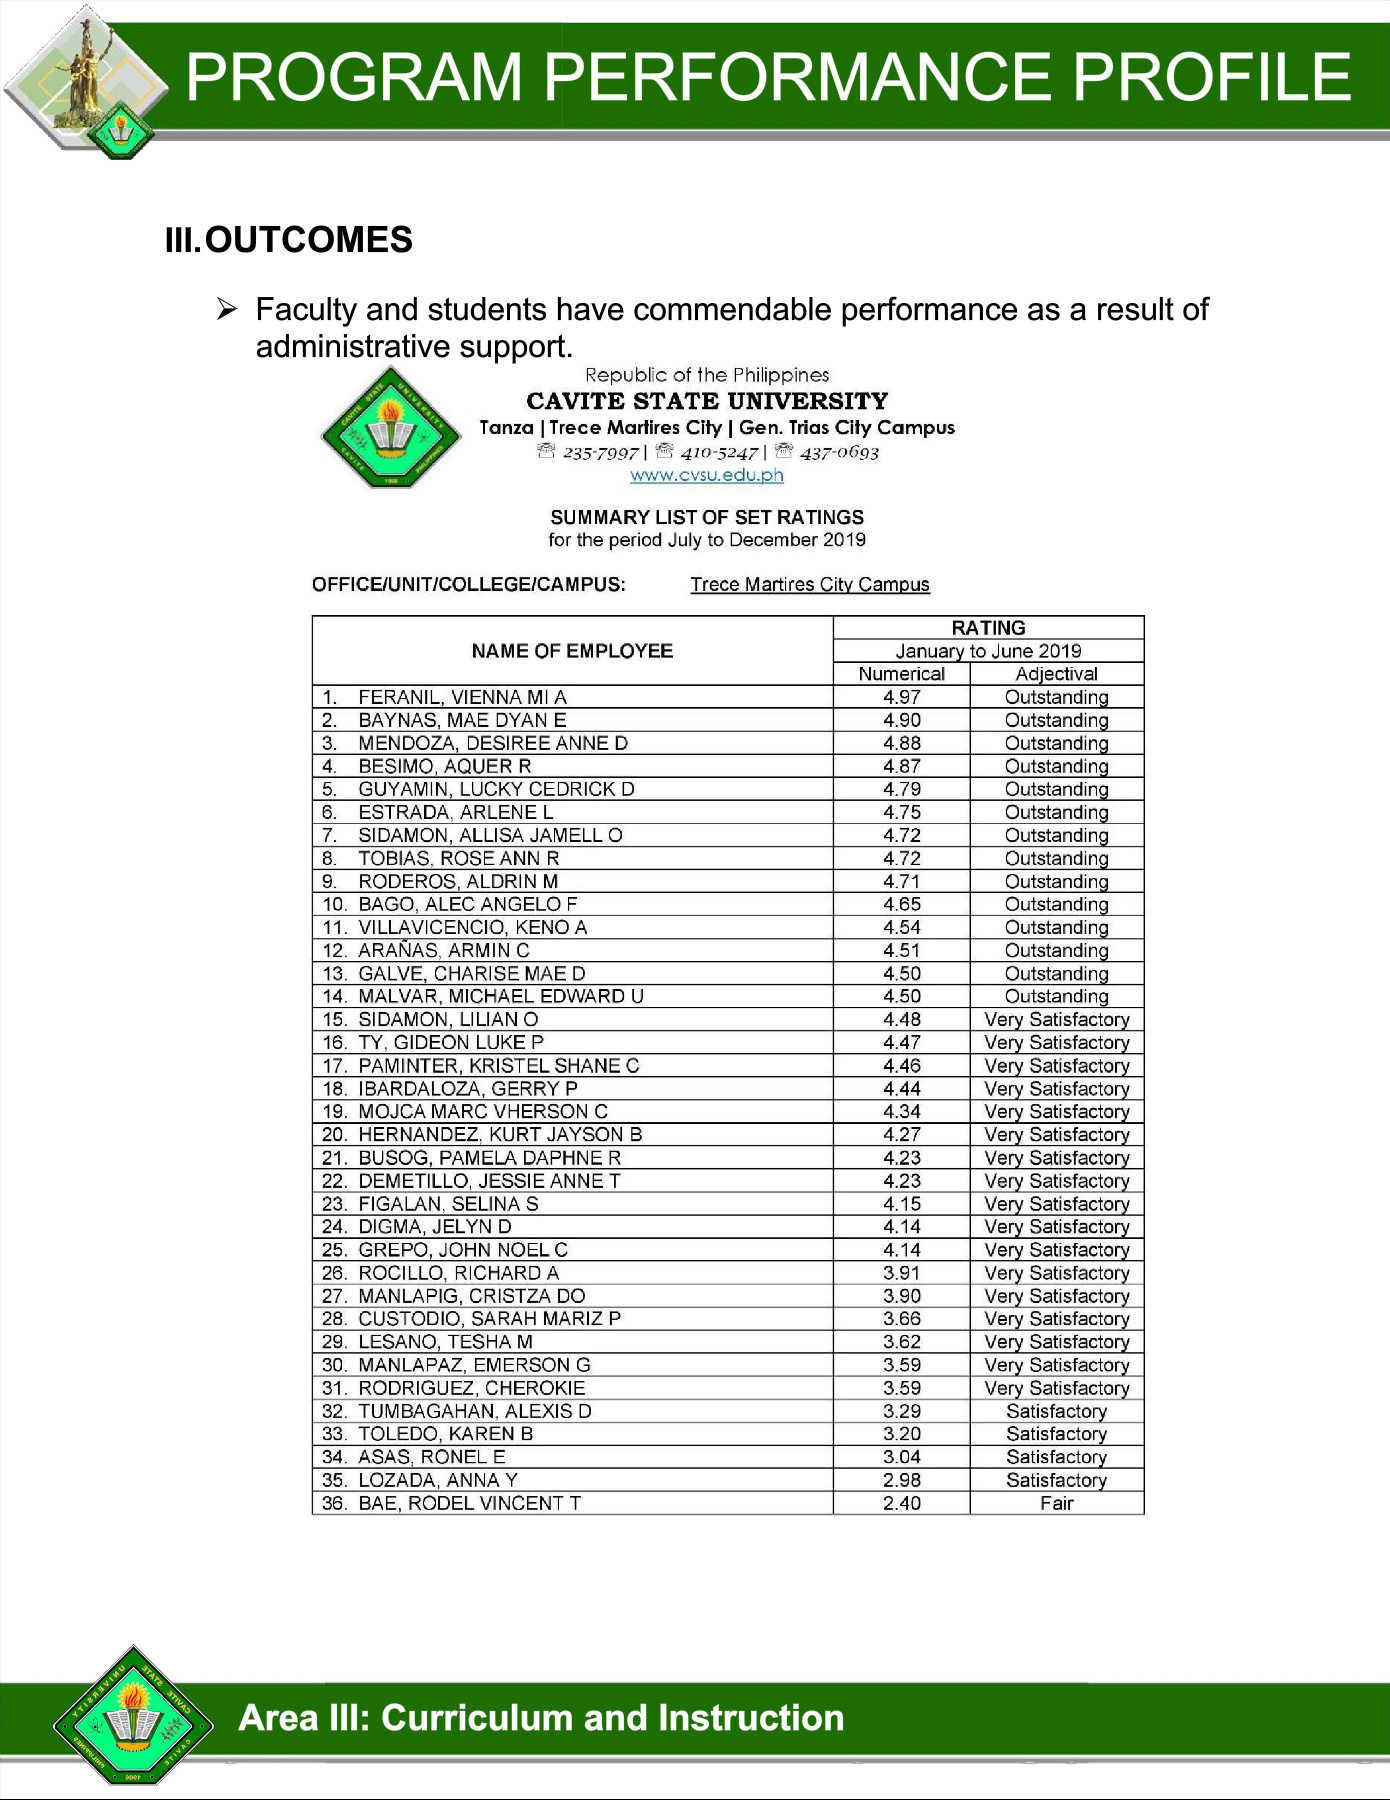 PROGRAM PERFORMANCE PROFILE
III. OUTCOMES
➢ Faculty and students have commendable performance as a result of
administrative support.
Republic of the Philippines
CAVITE STATE UNIVERSITY
Tanza | Trece Martires City | Gen. Trias City Campus
☏ 235-7997 | ☏ 410-5247 | ☏ 437-0693
www.cvsu.edu.ph
CAVITE STATE UNIVERSITY
CAVITE PHILIPPINES
1906
SUMMARY LIST OF SET RATINGS
for the period July to December 2019
OFFICE/UNIT/COLLEGE/CAMPUS: Trece Martires City Campus
NAME OF EMPLOYEE RATING
January to June 2019
Numerical Adjectival
1. FERANIL, VIENNA MI A 4.97 Outstanding
2. BAYNAS, MAE DYAN E 4.90 Outstanding
3. MENDOZA, DESIREE ANNE D 4.88 Outstanding
4. BESIMO, AQUER R 4.87 Outstanding
5. GUYAMIN, LUCKY CEDRICK D 4.79 Outstanding
6. ESTRADA, ARLENE L 4.75 Outstanding
7. SIDAMON, ALLISA JAMELL O 4.72 Outstanding
8. TOBIAS, ROSE ANN R 4.72 Outstanding
9. RODEROS, ALDRIN M 4.71 Outstanding
10. BAGO, ALEC ANGELO F 4.65 Outstanding
11. VILLAVICENCIO, KENO A 4.54 Outstanding
12. ARAÑAS, ARMIN C 4.51 Outstanding
13. GALVE, CHARISE MAE D 4.50 Outstanding
14. MALVAR, MICHAEL EDWARD U 4.50 Outstanding
15. SIDAMON, LILIAN O 4.48 Very Satisfactory
16. TY, GIDEON LUKE P 4.47 Very Satisfactory
17. PAMINTER, KRISTEL SHANE C 4.46 Very Satisfactory
18. IBARDALOZA, GERRY P 4.44 Very Satisfactory
19. MOJCA MARC VHERSON C 4.34 Very Satisfactory
20. HERNANDEZ, KURT JAYSON B 4.27 Very Satisfactory
21. BUSOG, PAMELA DAPHNE R 4.23 Very Satisfactory
22. DEMETILLO, JESSIE ANNE T 4.23 Very Satisfactory
23. FIGALAN, SELINA S 4.15 Very Satisfactory
24. DIGMA, JELYN D 4.14 Very Satisfactory
25. GREPO, JOHN NOEL C 4.14 Very Satisfactory
26. ROCILLO, RICHARD A 3.91 Very Satisfactory
27. MANLAPIG, CRISTZA DO 3.90 Very Satisfactory
28. CUSTODIO, SARAH MARIZ P 3.66 Very Satisfactory
29. LESANO, TESHA M 3.62 Very Satisfactory
30. MANLAPAZ, EMERSON G 3.59 Very Satisfactory
31. RODRIGUEZ, CHEROKIE 3.59 Very Satisfactory
32. TUMBAGAHAN, ALEXIS D 3.29 Satisfactory
33. TOLEDO, KAREN B 3.20 Satisfactory
34. ASAS, RONEL E 3.04 Satisfactory
35. LOZADA, ANNA Y 2.98 Satisfactory
36. BAE, RODEL VINCENT T 2.40 Fair
CAVITE STATE UNIVERSITY
CAVITE PHILIPPINES
1906
Area III: Curriculum and Instruction